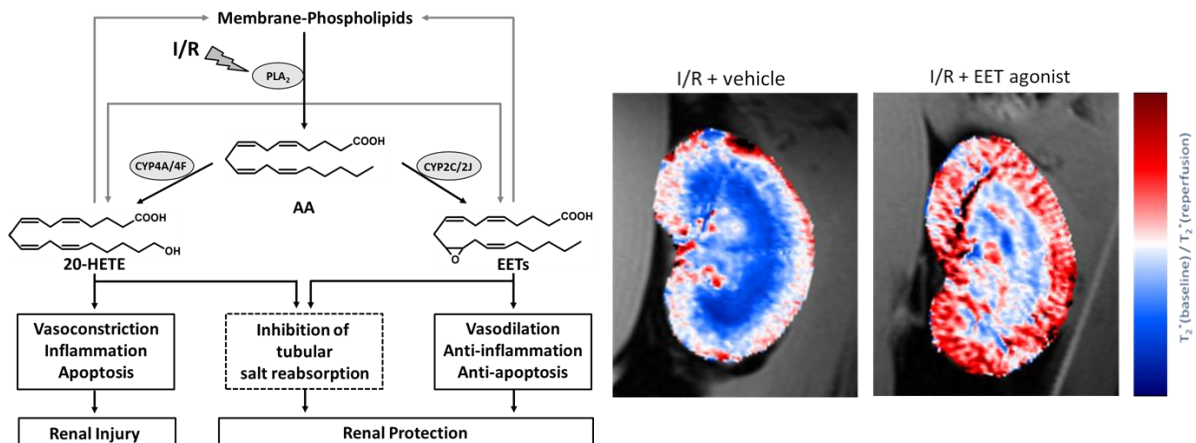 Membrane-Phospholipids
I/R
PLA₂
COOH
CYP4A/4F
CYP2C/2J
AA
COOH
OH
20-HETE
COOH
O
EETs
Vasoconstriction
Inflammation
Apoptosis
Inhibition of
tubular
salt reabsorption
Vasodilation
Anti-inflammation
Anti-apoptosis
Renal Injury
Renal Protection
I/R + vehicle
I/R + EET agonist
T₂*(baseline) / T₂*(reperfusion)